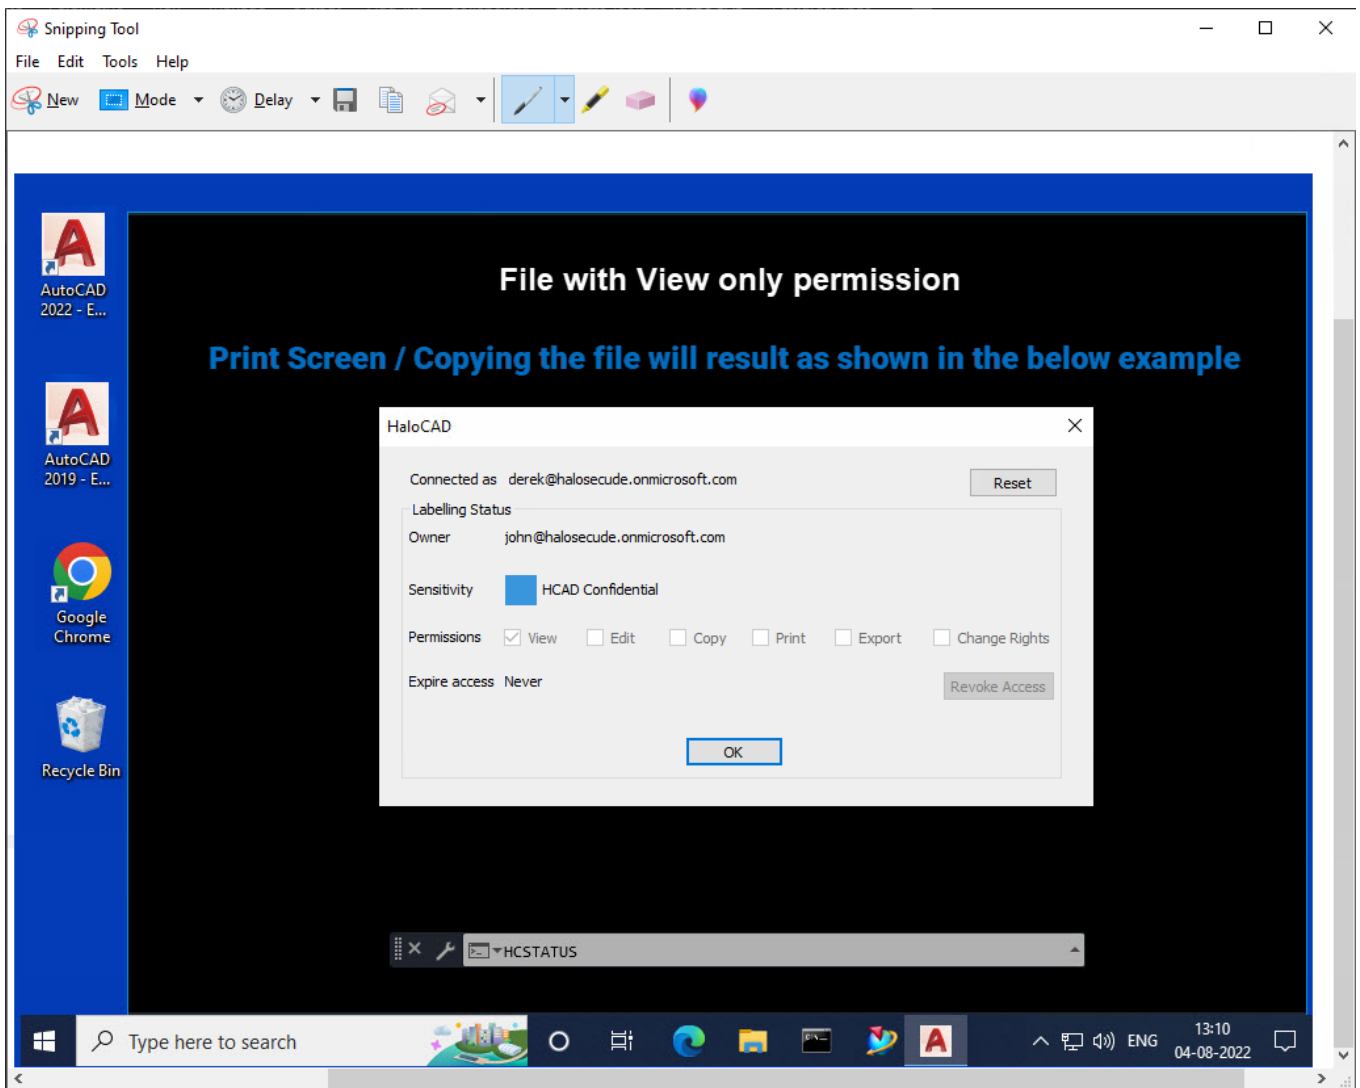 Snipping Tool
File Edit Tools Help
New Mode Delay
AutoCAD
2022 - E...
File with View only permission
Print Screen / Copying the file will result as shown in the below example
AutoCAD
2019 - E...
HaloCAD
Connected as derek@halosecude.onmicrosoft.com Reset
Labelling Status
Owner john@halosecude.onmicrosoft.com
Sensitivity HCAD Confidential
Permissions View Edit Copy Print Export Change Rights
Expire access Never Revoke Access
OK
Google
Chrome
Recycle Bin
HCSTATUS
Type here to search
ENG
13:10
04-08-2022